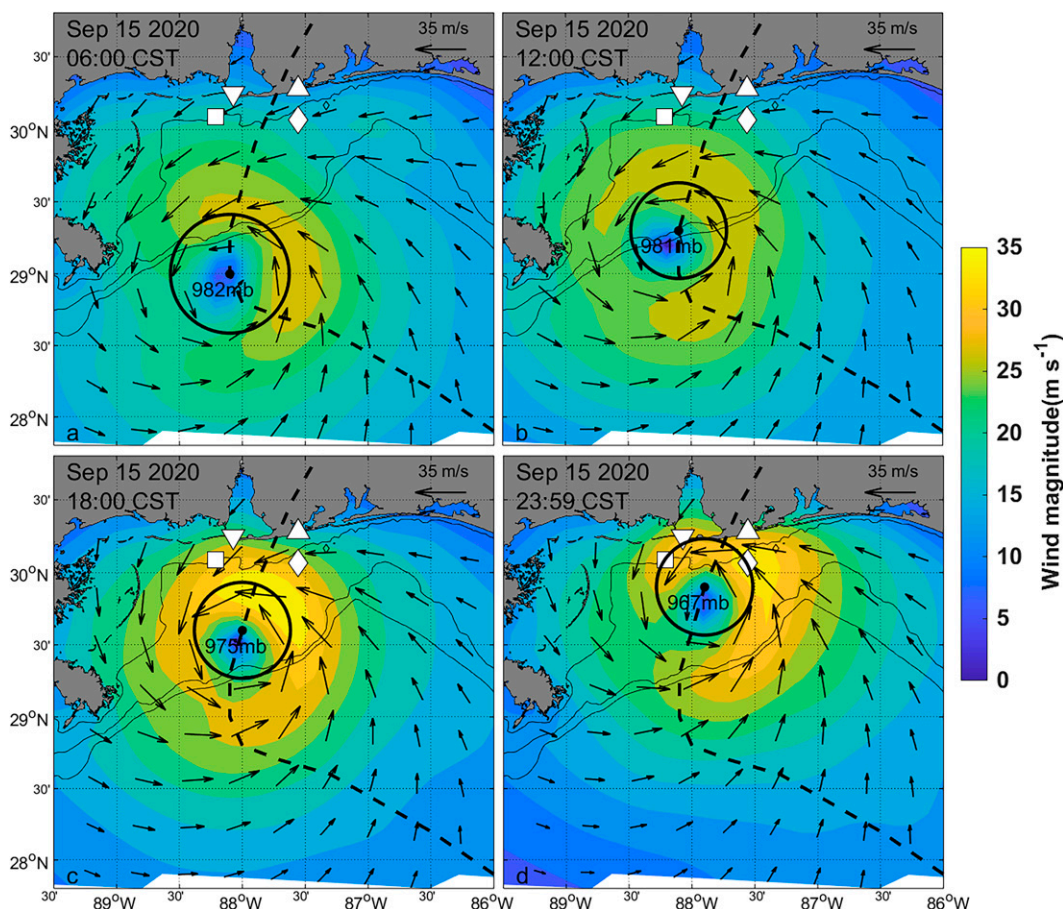 Sep 15 2020
06:00 CST
35 m/s
982mb
a
30'
30°N
30'
29°N
30'
28°N
Sep 15 2020
12:00 CST
35 m/s
981mb
b
Sep 15 2020
18:00 CST
35 m/s
975mb
c
30'
30°N
30'
29°N
30'
28°N
30'
89°W
30'
88°W
30'
87°W
30'
86°W
Sep 15 2020
23:59 CST
35 m/s
967mb
d
89°W
30'
88°W
30'
87°W
30'
86°W
35
30
25
20
15
10
5
0
Wind magnitude(m s⁻¹)